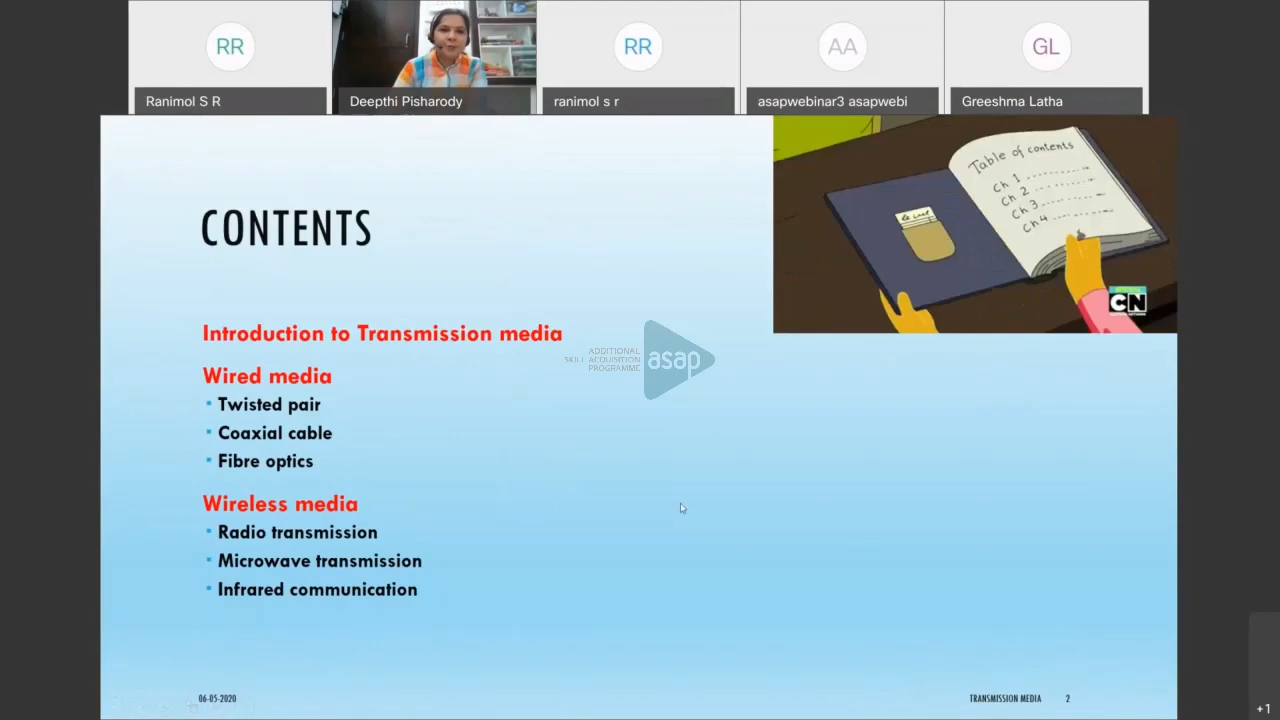 RR
Ranimol S R
Deepthi Pisharody
RR
ranimol s r
AA
asapwebinar3 asapwebi
GL
Greeshma Latha
Table of contents
Ch 1
Ch 2
Ch 3
Ch 4
CN
CONTENTS
Introduction to Transmission media
Wired media
Twisted pair
Coaxial cable
Fibre optics
Wireless media
Radio transmission
Microwave transmission
Infrared communication
ADDITIONAL
SKILL ACQUISITION
PROGRAMME
asap
06-05-2020
TRANSMISSION MEDIA
2
+1